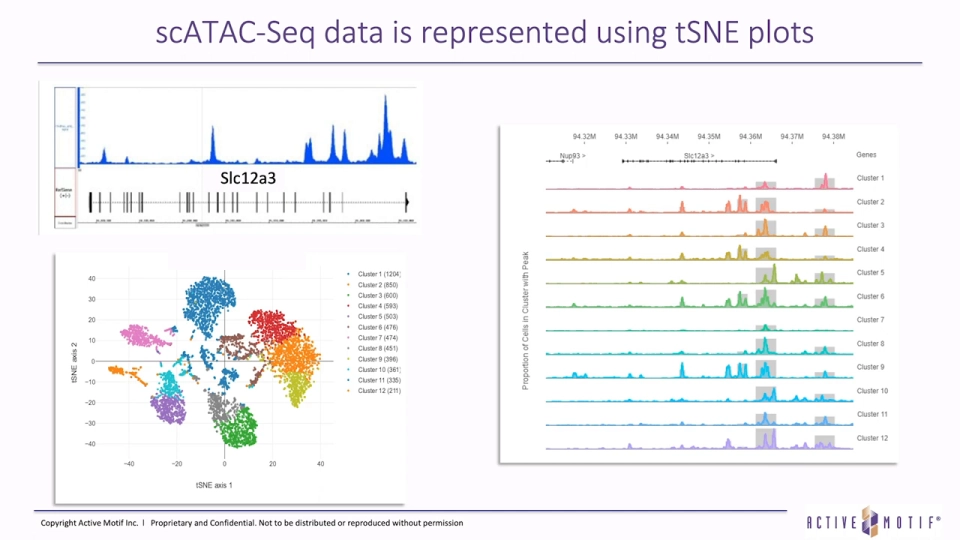 scATAC-Seq data is represented using tSNE plots
Slc12a3
94.32M 94.33M 94.34M 94.35M 94.36M 94.37M 94.38M
Nup93 > Slc12a3 > Genes
Cluster 1
Cluster 2
Cluster 3
Cluster 4
Cluster 5
Cluster 6
Cluster 7
Cluster 8
Cluster 9
Cluster 10
Cluster 11
Cluster 12
Proportion of Cells in Cluster with Peak
Cluster 1 (1204)
Cluster 2 (850)
Cluster 3 (600)
Cluster 4 (593)
Cluster 5 (503)
Cluster 6 (476)
Cluster 7 (474)
Cluster 8 (451)
Cluster 9 (396)
Cluster 10 (361)
Cluster 11 (335)
Cluster 12 (211)
tSNE axis 2
40
30
20
10
0
−10
−20
−30
−40
−40 −20 0 20 40
tSNE axis 1
Copyright Active Motif Inc. I Proprietary and Confidential. Not to be distributed or reproduced without permission
ACTIVE MOTIF®